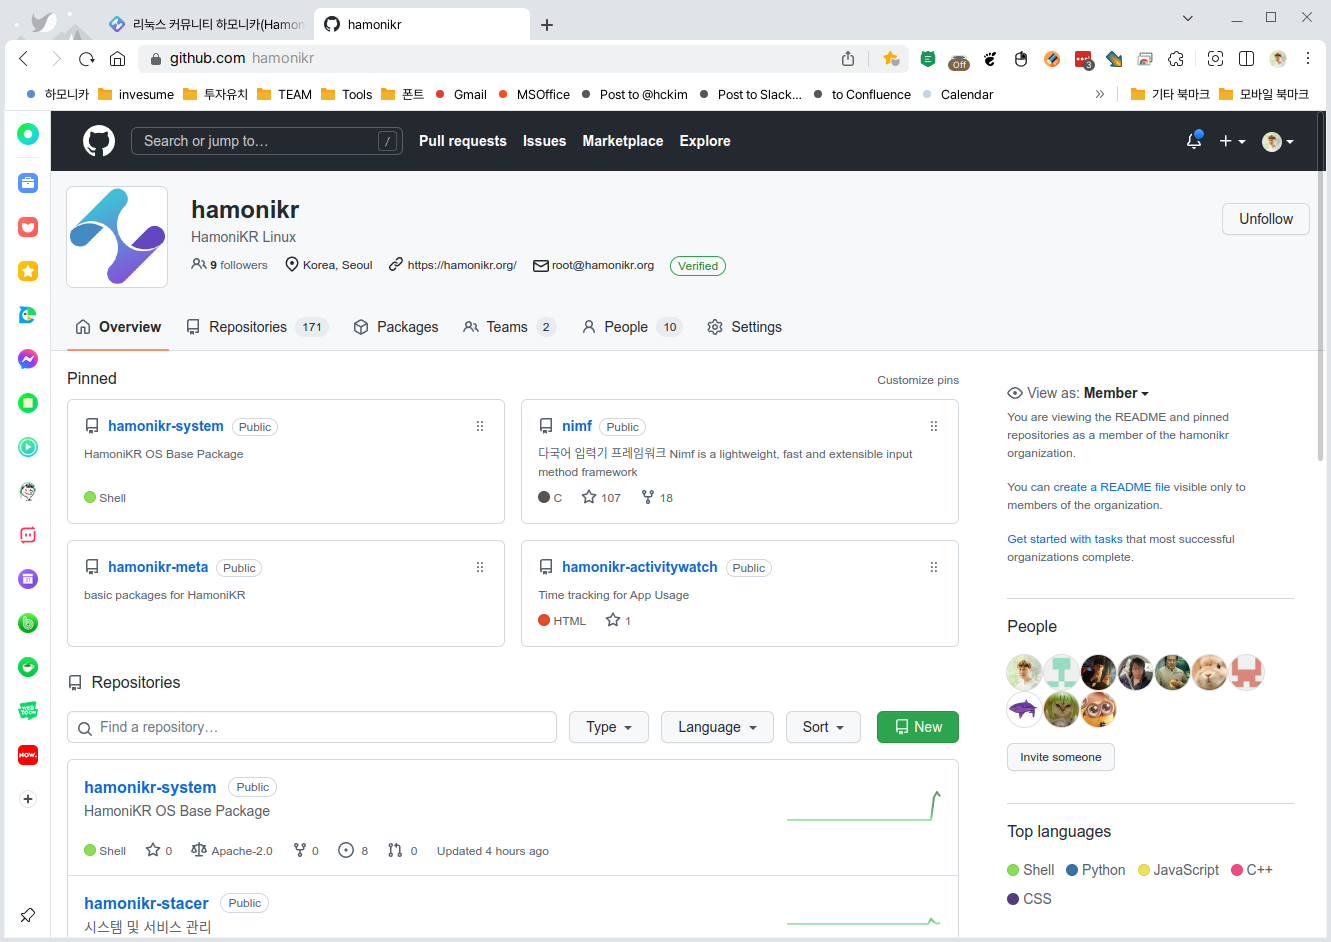 리눅스 커뮤니티 하모니카(Hamon
hamonikr
github.com hamonikr
Off
3
하모니카 invesume 투자유치 TEAM Tools 폰트 Gmail MSOffice Post to @hckim Post to Slack... to Confluence Calendar » 기타 북마크 모바일 북마크
Search or jump to… / Pull requests Issues Marketplace Explore
hamonikr
Unfollow
HamoniKR Linux
9 followers Korea, Seoul https://hamonikr.org/ root@hamonikr.org Verified
Overview Repositories 171 Packages Teams 2 People 10 Settings
Pinned
Customize pins
hamonikr-system Public
HamoniKR OS Base Package
Shell
nimf Public
다국어 입력기 프레임워크 Nimf is a lightweight, fast and extensible input
method framework
C 107 18
hamonikr-meta Public
basic packages for HamoniKR
hamonikr-activitywatch Public
Time tracking for App Usage
HTML 1
View as: Member
You are viewing the README and pinned
repositories as a member of the hamonikr
organization.
You can create a README file visible only to
members of the organization.
Get started with tasks that most successful
organizations complete.
People
Invite someone
Top languages
Shell Python JavaScript C++
CSS
Repositories
Find a repository…
Type Language Sort New
hamonikr-system Public
HamoniKR OS Base Package
Shell 0 Apache-2.0 0 8 0 Updated 4 hours ago
hamonikr-stacer Public
시스템 및 서비스 관리
WEB
TOON
NOW.